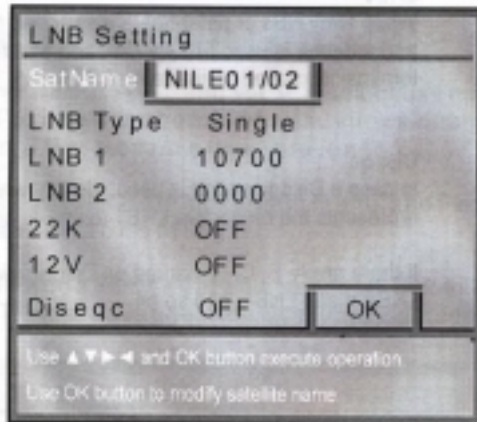 LNB Setting
SatName NILE01/02
LNB Type Single
LNB 1 10700
LNB 2 0000
22K OFF
12V OFF
Diseqc OFF OK
Use ▲▼►◄ and OK button execute operation
Use OK button to modify satellite name